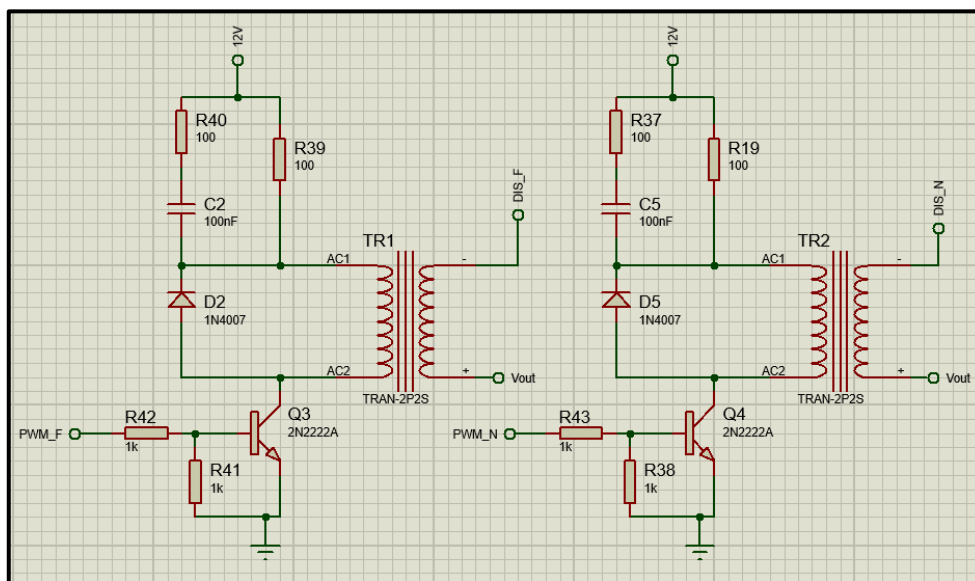 12V
R40
100
R39
100
C2
100nF
DIS_F
TR1
AC1
-
D2
1N4007
AC2
+
Vout
TRAN-2P2S
Q3
2N2222A
PWM_F
R42
1k
R41
1k
12V
R37
100
R19
100
C5
100nF
DIS_N
TR2
AC1
-
D5
1N4007
AC2
+
Vout
TRAN-2P2S
Q4
2N2222A
PWM_N
R43
1k
R38
1k